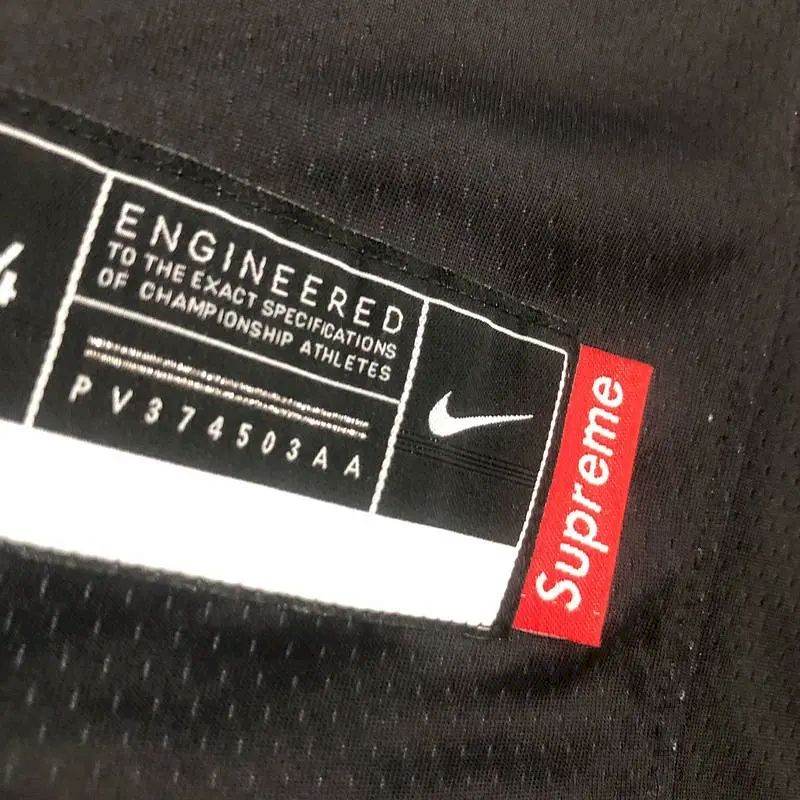 ENGINEERED
TO THE EXACT SPECIFICATIONS
OF CHAMPIONSHIP ATHLETES
PV374503AA
Supreme